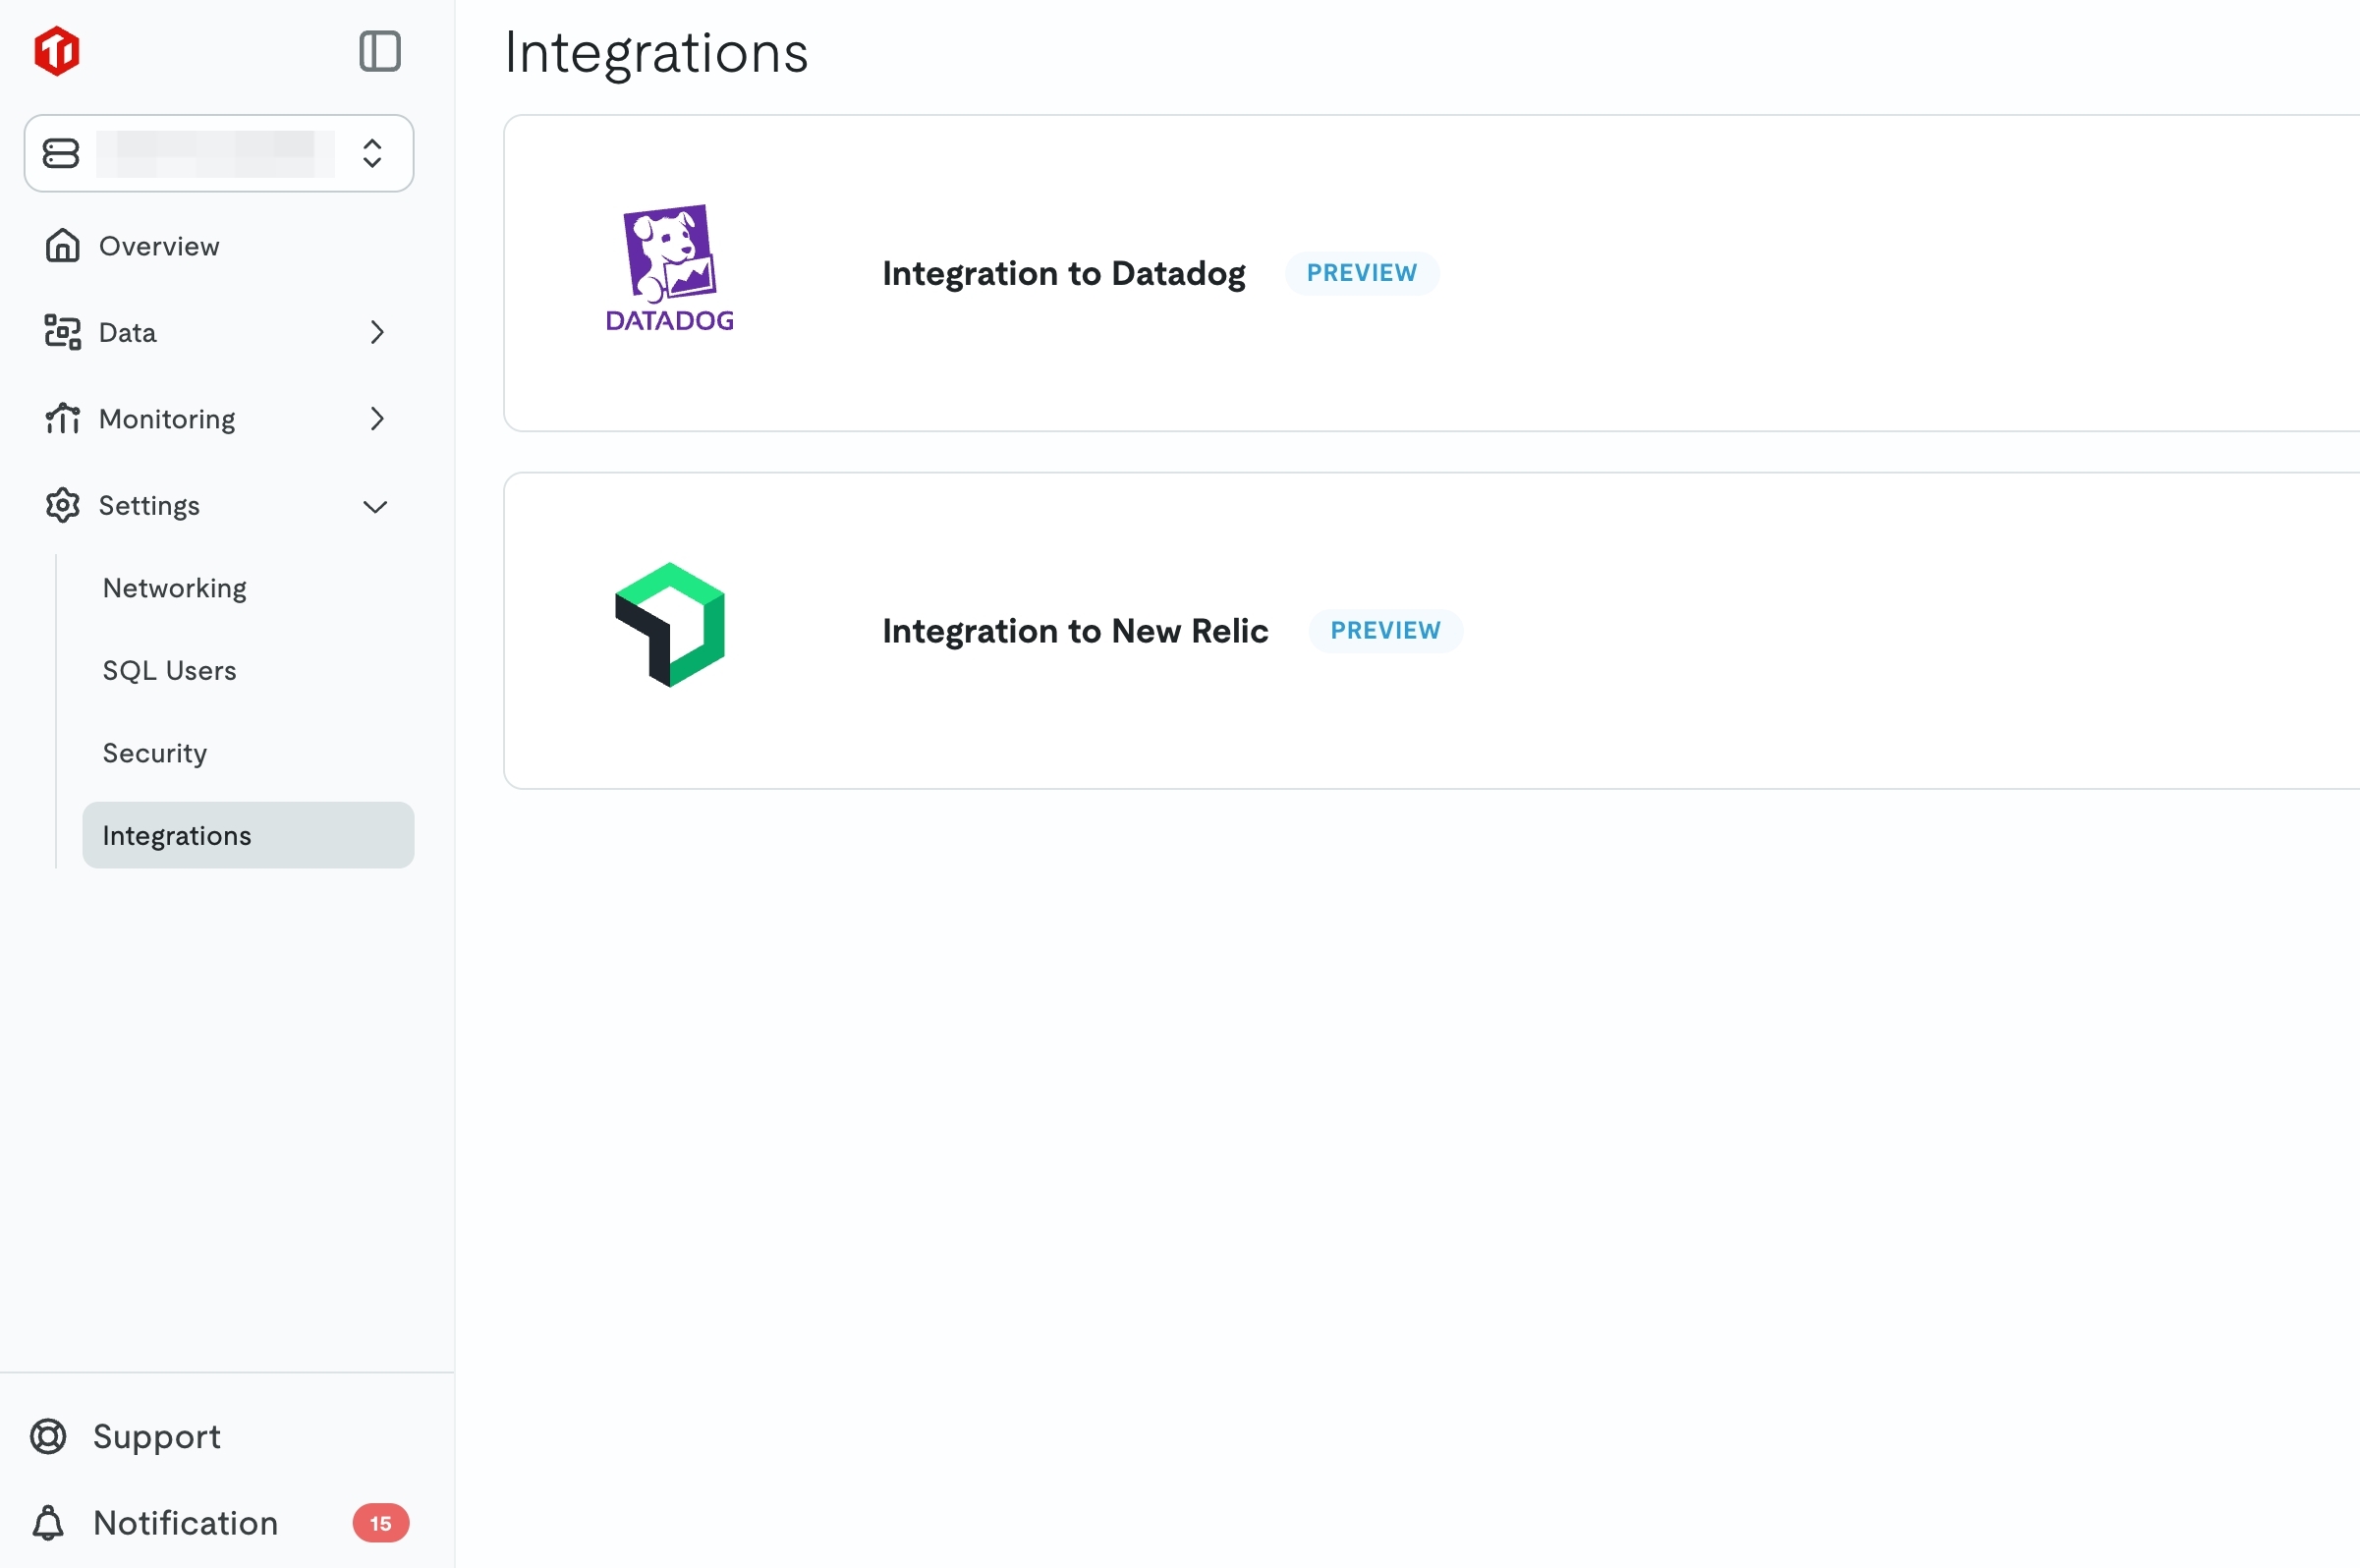 Integrations
Overview
Data
Monitoring
Settings
Networking
SQL Users
Security
Integrations
Support
Notification 15
DATADOG
Integration to Datadog PREVIEW
Integration to New Relic PREVIEW